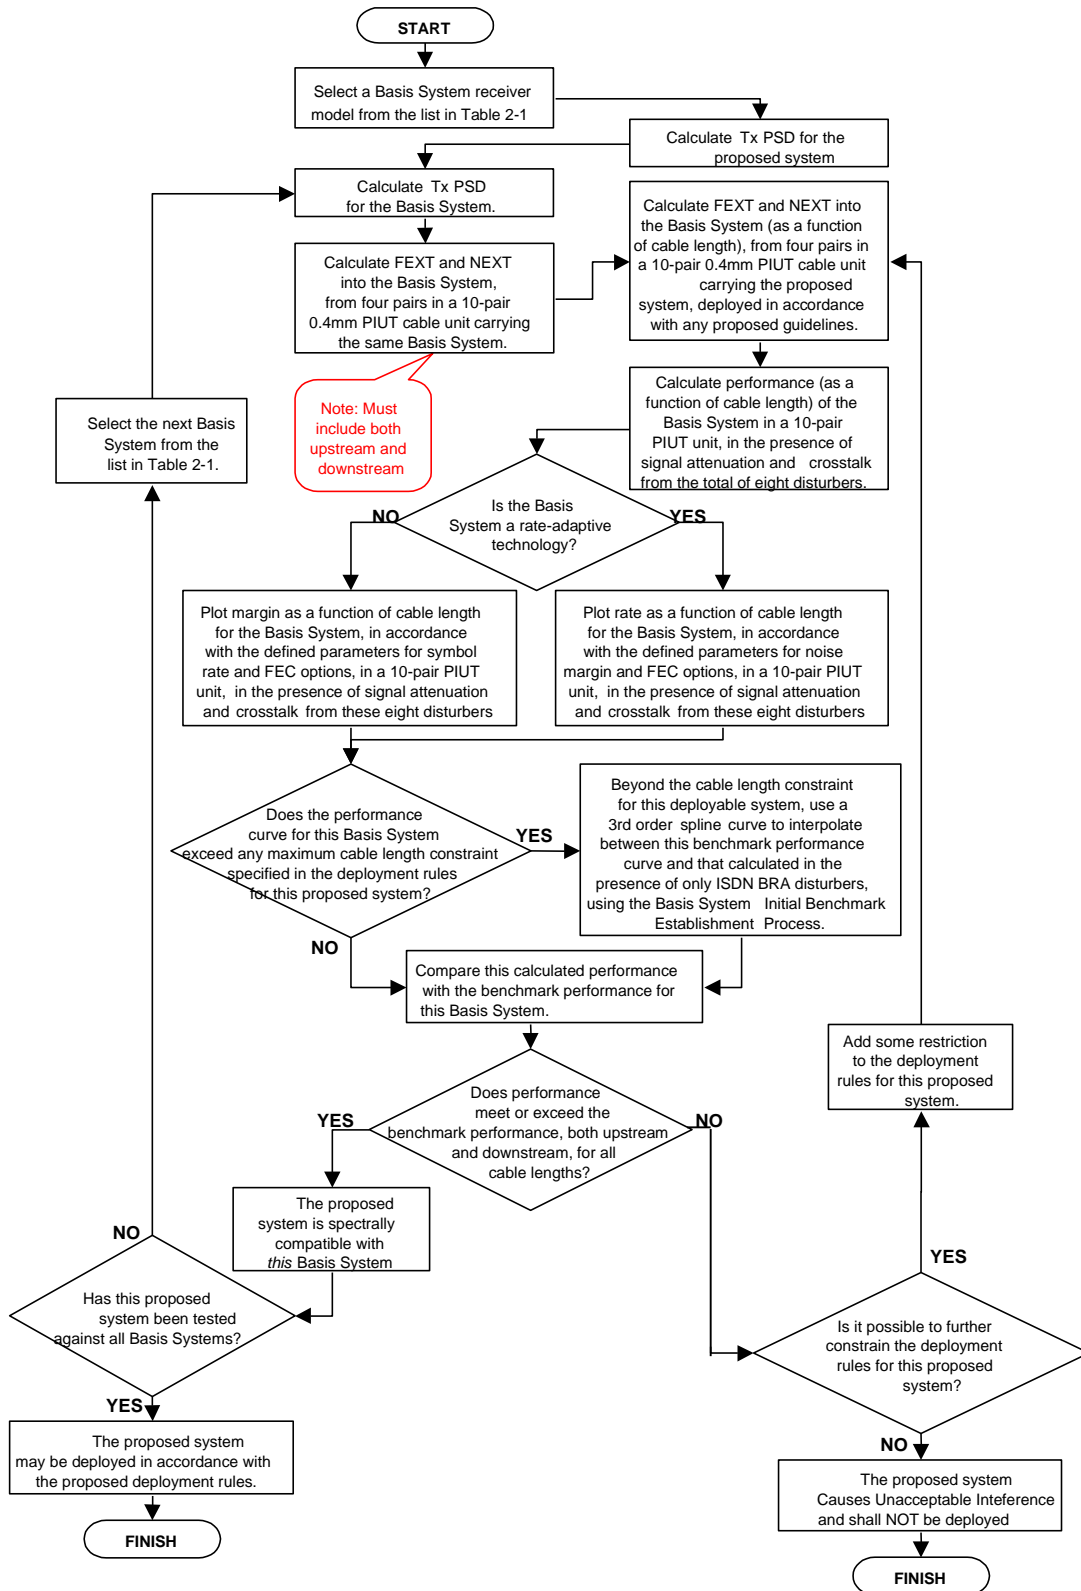 START
Select a Basis System receiver
model from the list in Table 2-1
Calculate Tx PSD for the
proposed system
Calculate Tx PSD
for the Basis System.
Calculate FEXT and NEXT
into the Basis System,
from four pairs in a 10-pair
0.4mm PIUT cable unit carrying
the same Basis System.
Calculate FEXT and NEXT into
the Basis System (as a function
of cable length), from four pairs in
a 10-pair 0.4mm PIUT cable unit
carrying the proposed
system, deployed in accordance
with any proposed guidelines.
Note: Must
include both
upstream and
downstream
Calculate performance (as a
function of cable length) of the
Basis System in a 10-pair
PIUT unit, in the presence of
signal attenuation and crosstalk
from the total of eight disturbers.
Select the next Basis
System from the
list in Table 2-1.
Is the Basis
System a rate-adaptive
technology?
NO
YES
Plot margin as a function of cable length
for the Basis System, in accordance
with the defined parameters for symbol
rate and FEC options, in a 10-pair PIUT
unit, in the presence of signal attenuation
and crosstalk from these eight disturbers
Plot rate as a function of cable length
for the Basis System, in accordance
with the defined parameters for noise
margin and FEC options, in a 10-pair PIUT
unit, in the presence of signal attenuation
and crosstalk from these eight disturbers
Does the performance
curve for this Basis System
exceed any maximum cable length constraint
specified in the deployment rules
for this proposed system?
YES
NO
Beyond the cable length constraint
for this deployable system, use a
3rd order spline curve to interpolate
between this benchmark performance
curve and that calculated in the
presence of only ISDN BRA disturbers,
using the Basis System Initial Benchmark
Establishment Process.
Compare this calculated performance
with the benchmark performance for
this Basis System.
Add some restriction
to the deployment
rules for this proposed
system.
Does performance
meet or exceed the
benchmark performance, both upstream
and downstream, for all
cable lengths?
YES
NO
The proposed
system is spectrally
compatible with
this Basis System
NO
YES
Has this proposed
system been tested
against all Basis Systems?
Is it possible to further
constrain the deployment
rules for this proposed
system?
YES
NO
The proposed system
may be deployed in accordance with
the proposed deployment rules.
The proposed system
Causes Unacceptable Inteference
and shall NOT be deployed
FINISH
FINISH